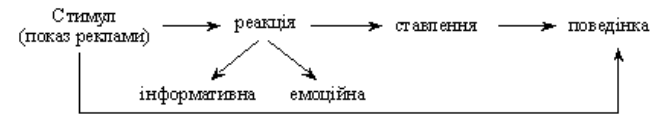 Стимул
(показ реклами)
реакція
ставлення
поведінка
інформативна
емоційна